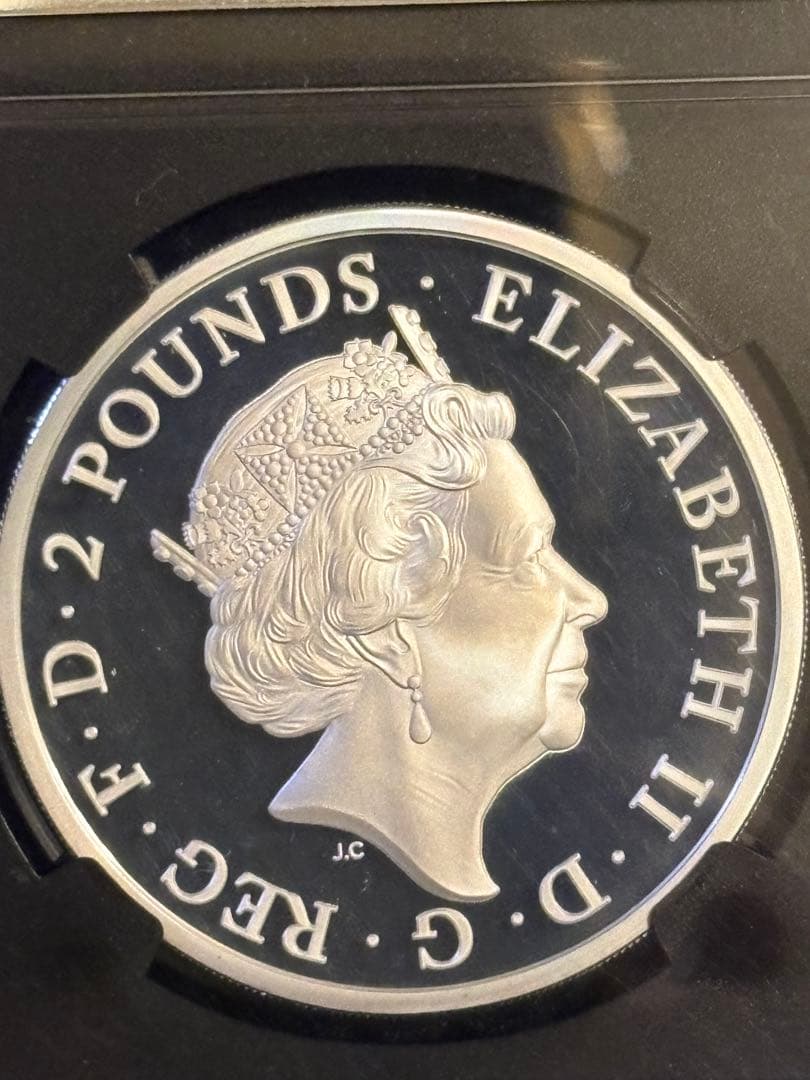 ELIZABETH II · D · G · REG · F · D · 2 POUNDS ·
J.C